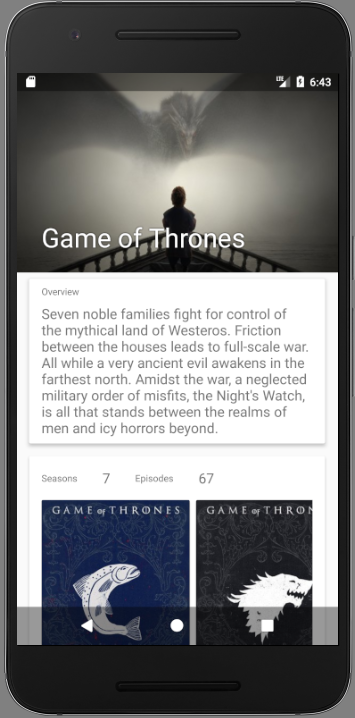 LTE 6:43
Game of Thrones
Overview
Seven noble families fight for control of
the mythical land of Westeros. Friction
between the houses leads to full-scale war.
All while a very ancient evil awakens in the
farthest north. Amidst the war, a neglected
military order of misfits, the Night's Watch,
is all that stands between the realms of
men and icy horrors beyond.
Seasons 7 Episodes 67
GAME of THRONES GAME of THRON